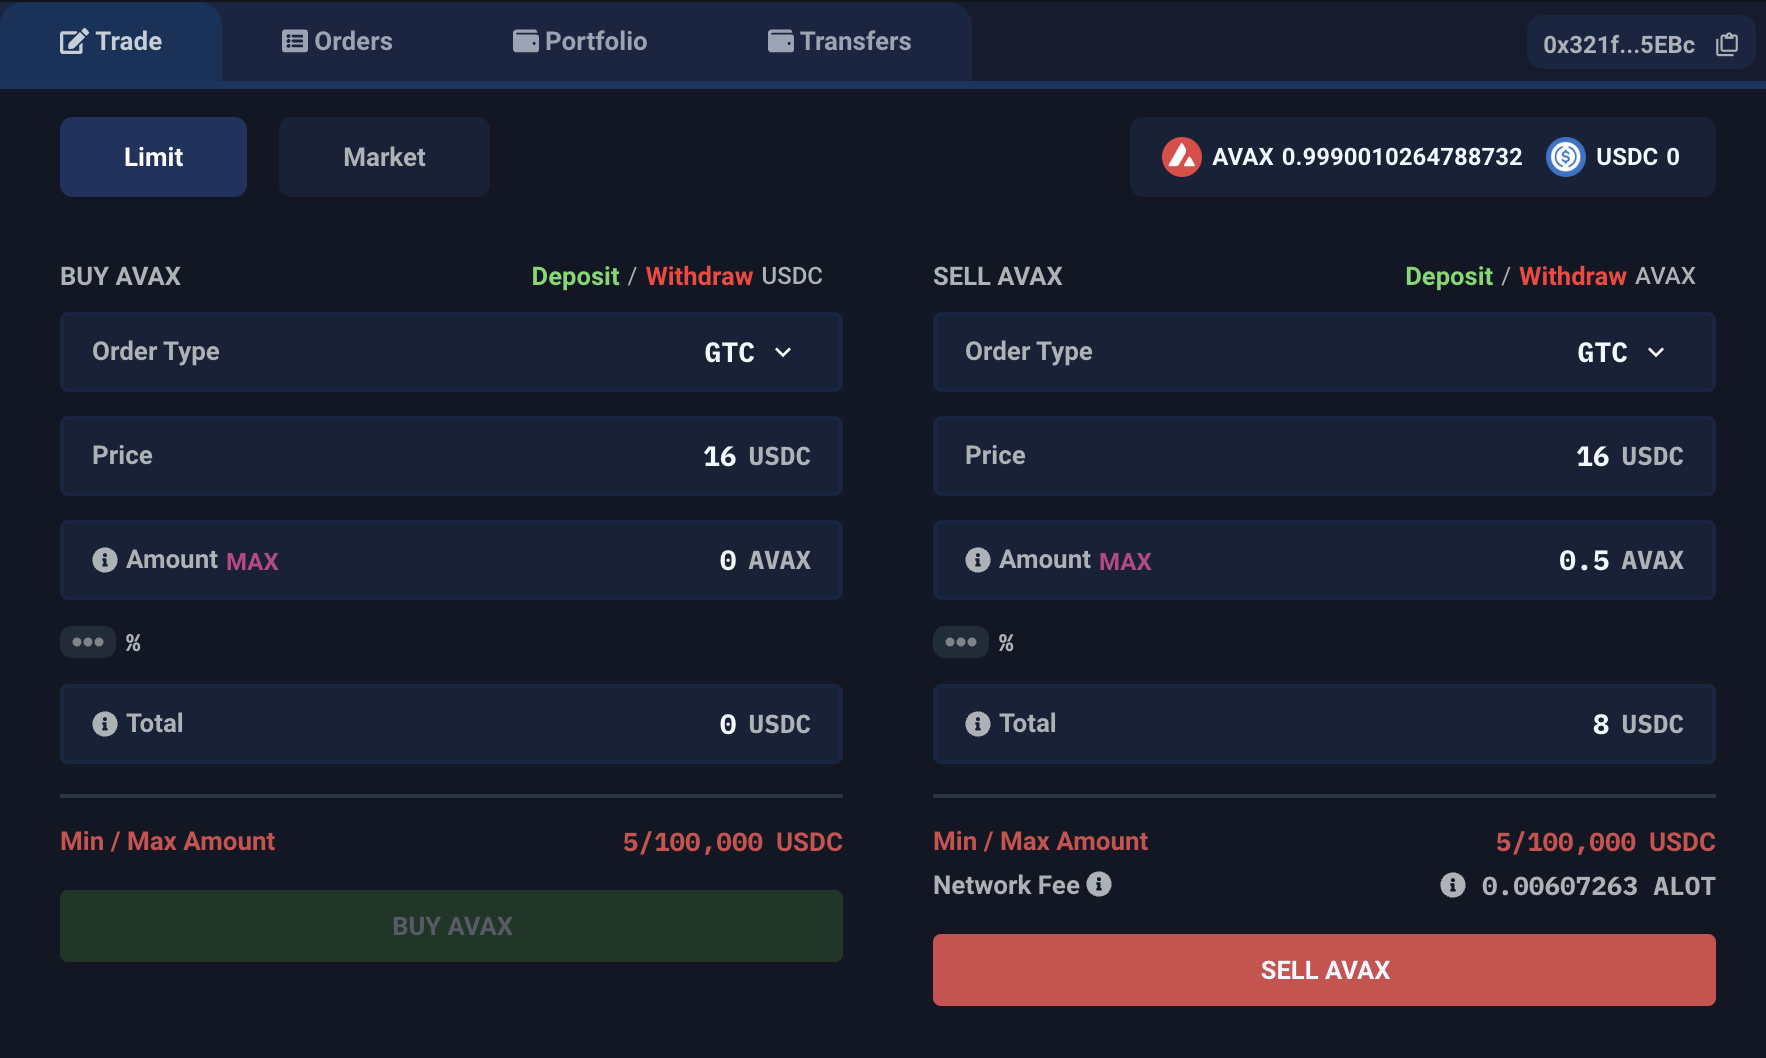 Trade Orders Portfolio Transfers 0x321f...5EBc
Limit Market AVAX 0.9990010264788732 USDC 0
BUY AVAX Deposit / Withdraw USDC
Order Type GTC
Price 16 USDC
Amount MAX 0 AVAX
%
Total 0 USDC
Min / Max Amount 5/100,000 USDC
BUY AVAX
SELL AVAX Deposit / Withdraw AVAX
Order Type GTC
Price 16 USDC
Amount MAX 0.5 AVAX
%
Total 8 USDC
Min / Max Amount 5/100,000 USDC
Network Fee 0.00607263 ALOT
SELL AVAX